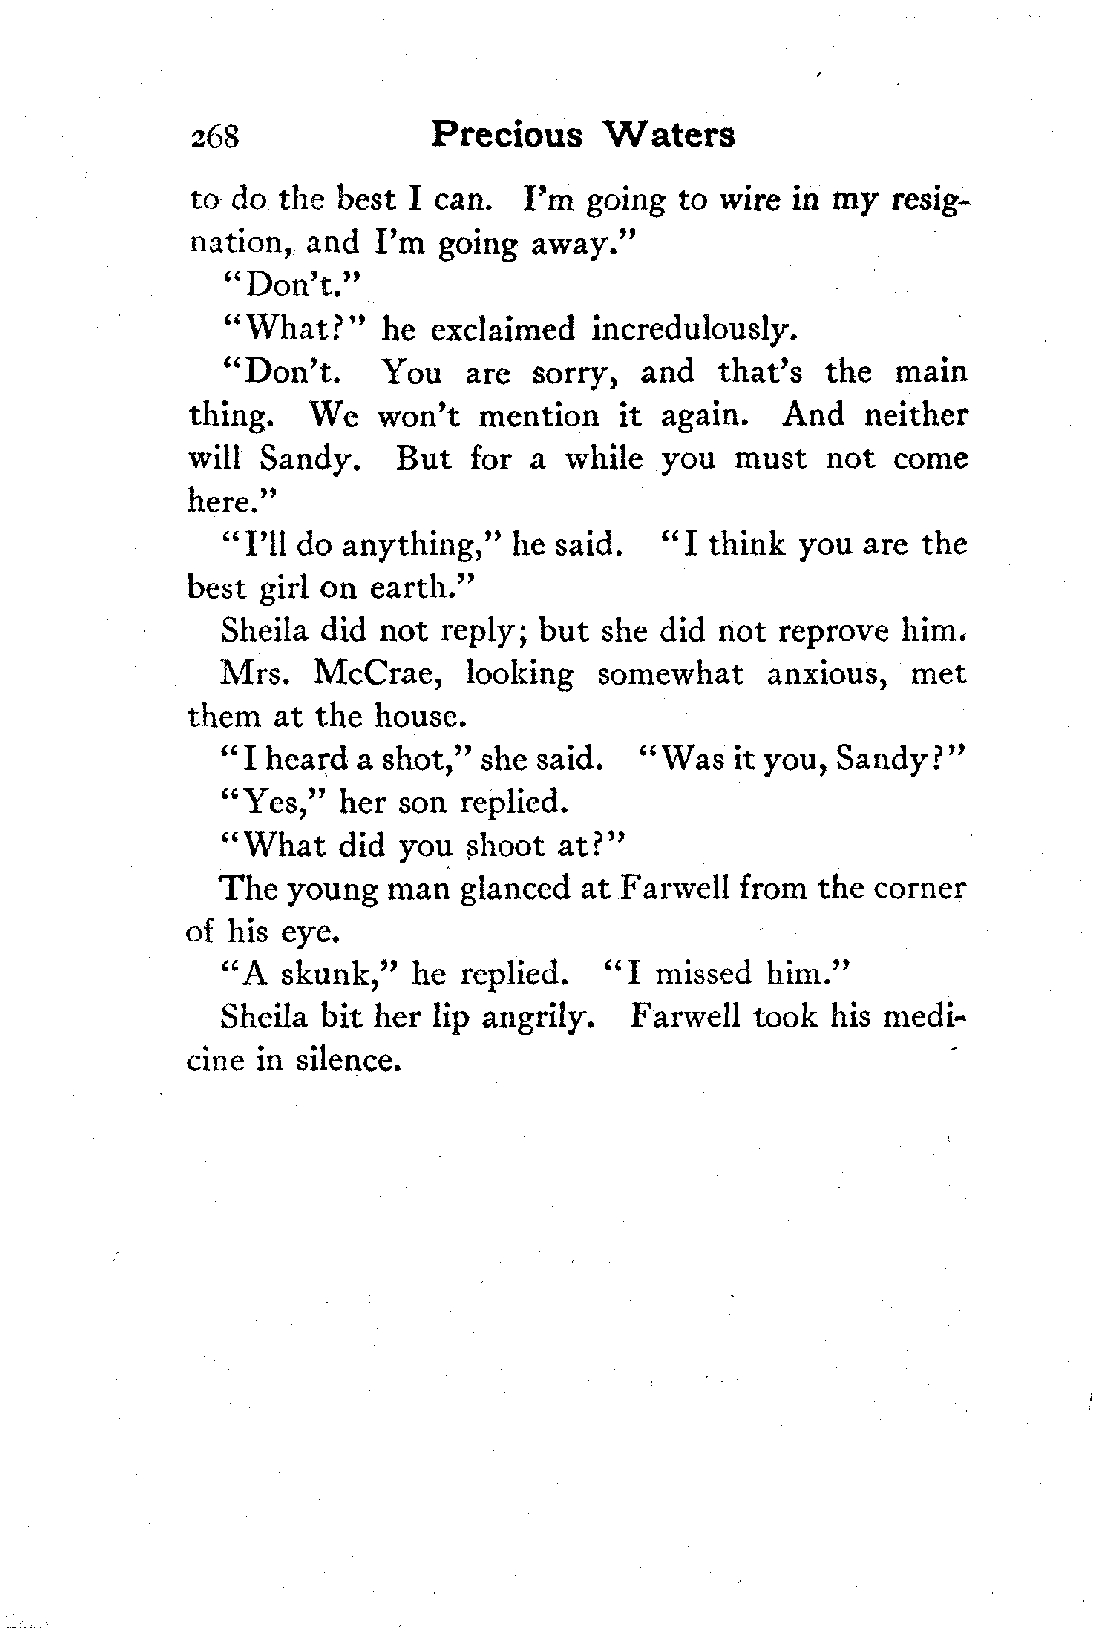 268 Precious Waters
to do the best I can. I'm going to wire in my resig-
nation, and I'm going away."
"Don't."
"What?" he exclaimed incredulously.
"Don't. You are sorry, and that's the main
thing. We won't mention it again. And neither
will Sandy. But for a while you must not come
here."
"I'll do anything," he said. "I think you are the
best girl on earth."
Sheila did not reply; but she did not reprove him.
Mrs. McCrae, looking somewhat anxious, met
them at the house.
"I heard a shot," she said. "Was it you, Sandy?"
"Yes," her son replied.
"What did you shoot at?"
The young man glanced at Farwell from the corner
of his eye.
"A skunk," he replied. "I missed him."
Sheila bit her lip angrily. Farwell took his medi-
cine in silence.